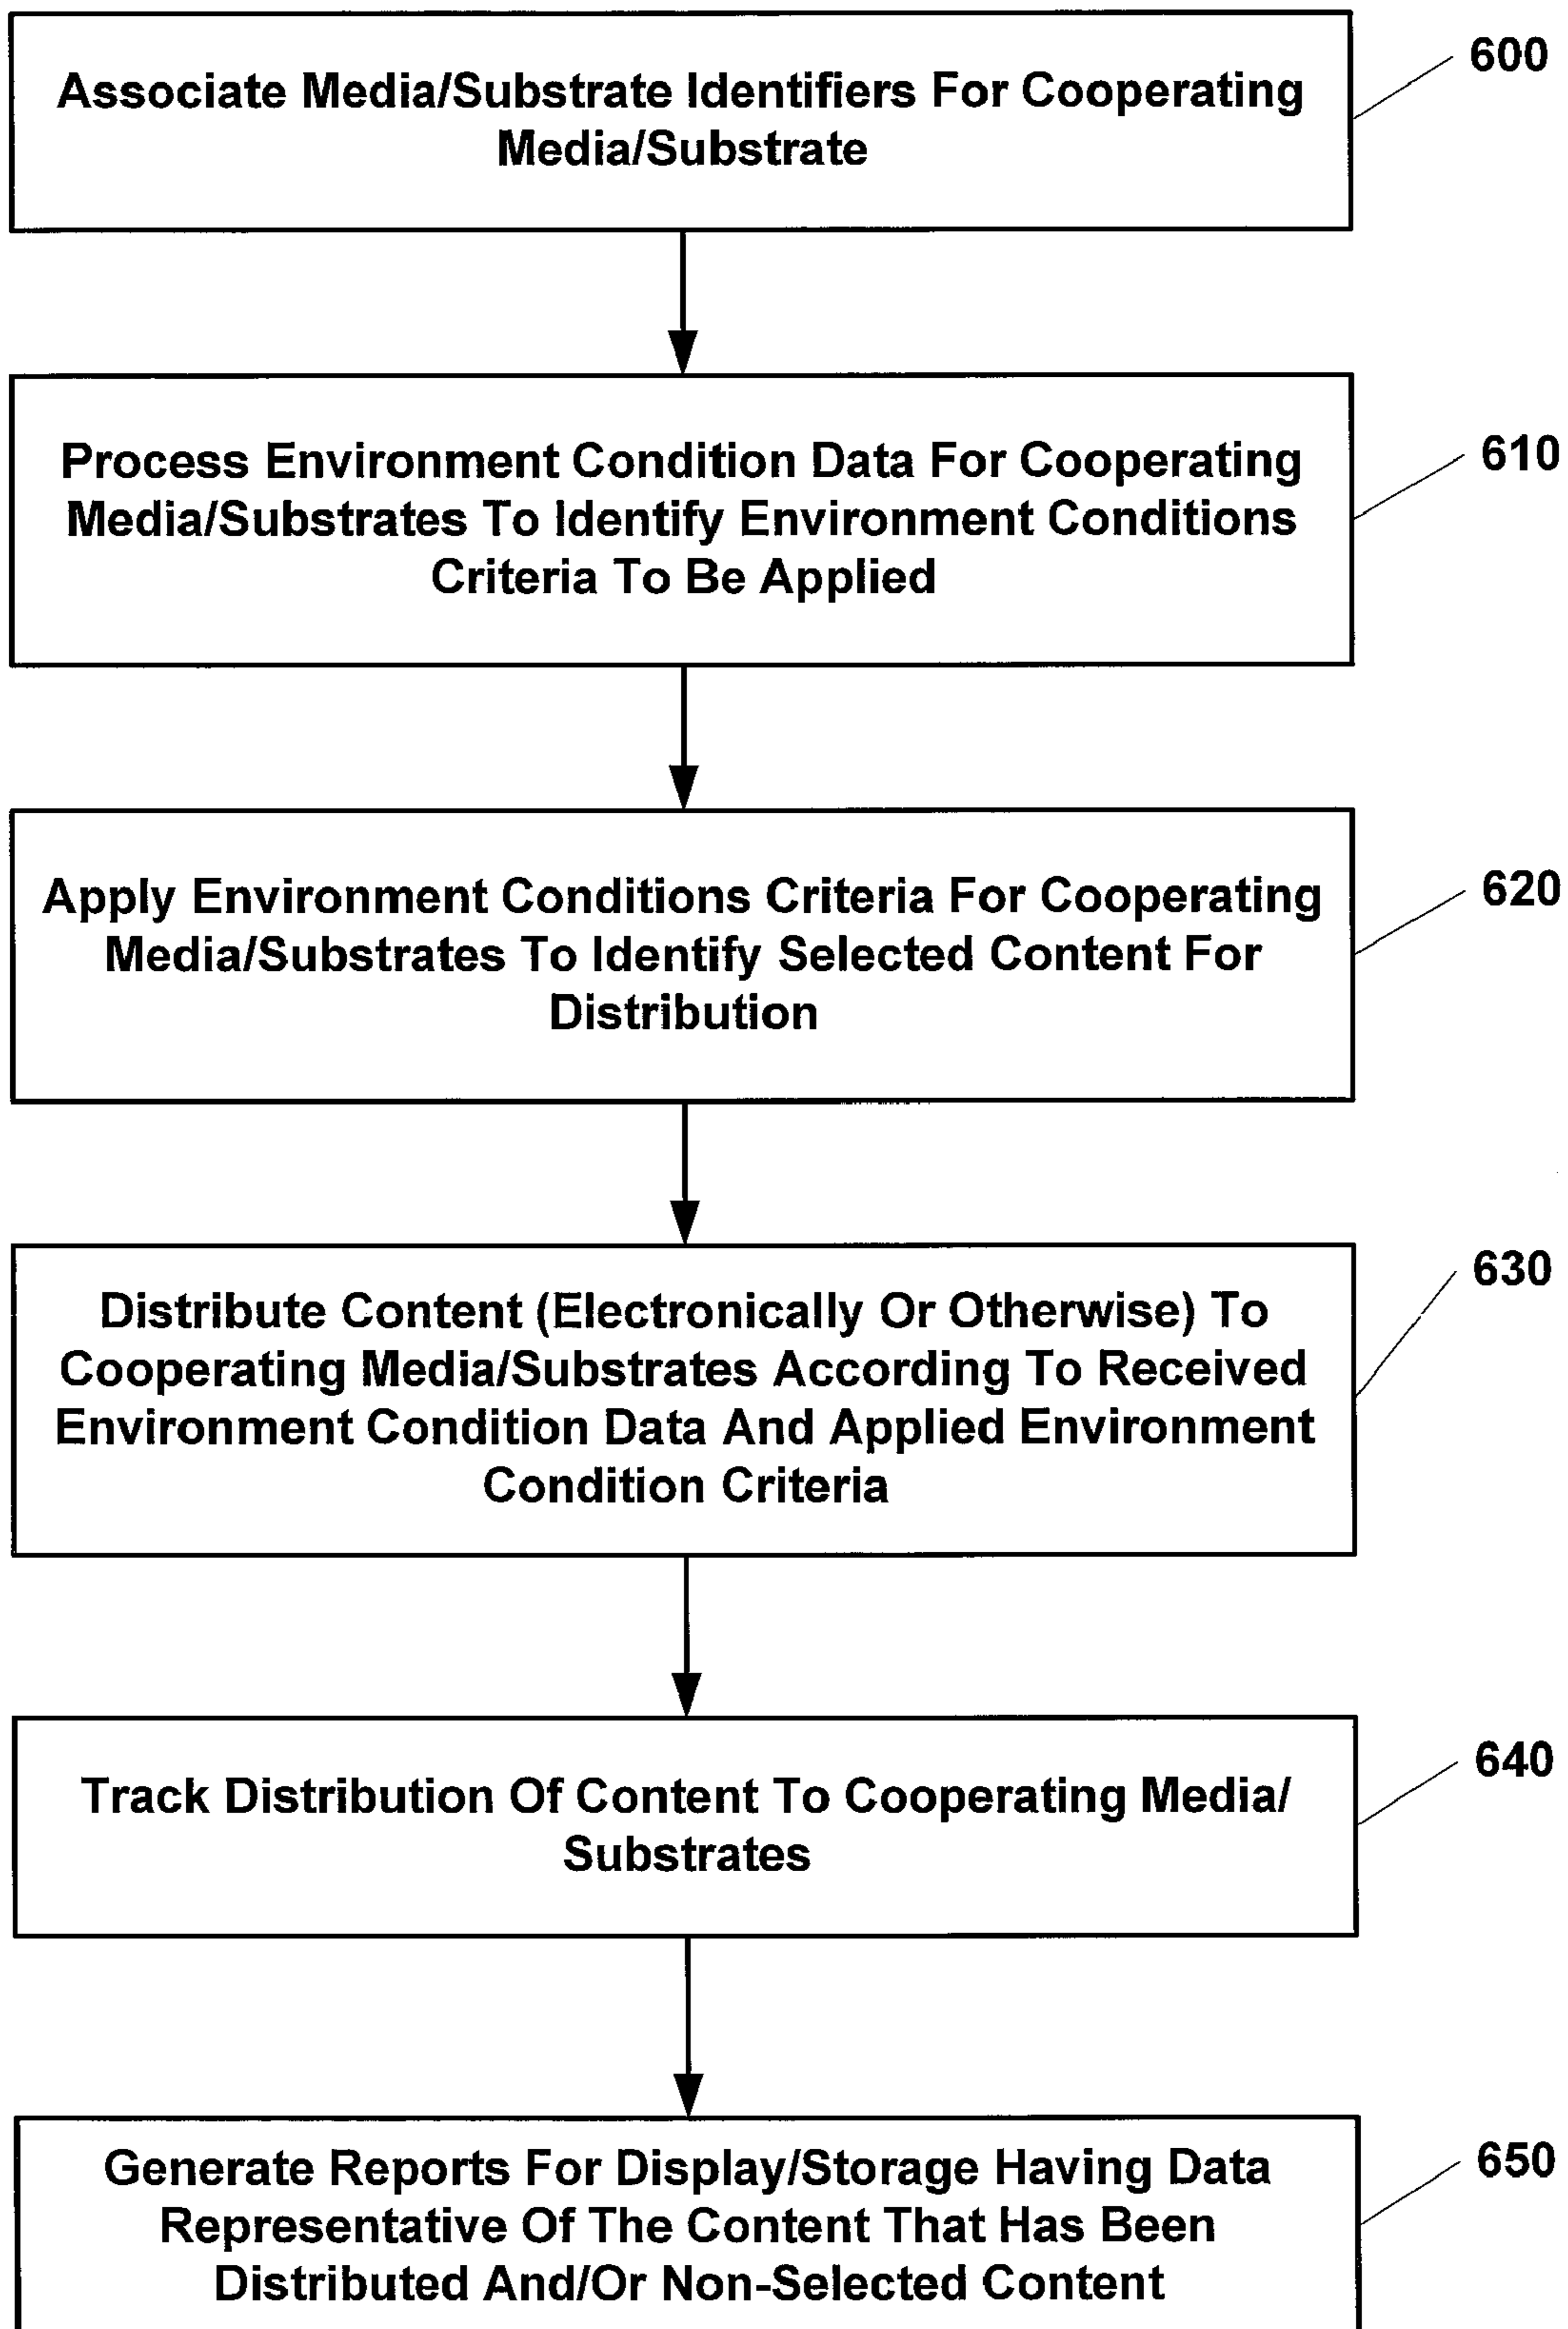 Associate Media/Substrate Identifiers For Cooperating
Media/Substrate
600
Process Environment Condition Data For Cooperating
Media/Substrates To Identify Environment Conditions
Criteria To Be Applied
610
Apply Environment Conditions Criteria For Cooperating
Media/Substrates To Identify Selected Content For
Distribution
620
Distribute Content (Electronically Or Otherwise) To
Cooperating Media/Substrates According To Received
Environment Condition Data And Applied Environment
Condition Criteria
630
Track Distribution Of Content To Cooperating Media/
Substrates
640
Generate Reports For Display/Storage Having Data
Representative Of The Content That Has Been
Distributed And/Or Non-Selected Content
650